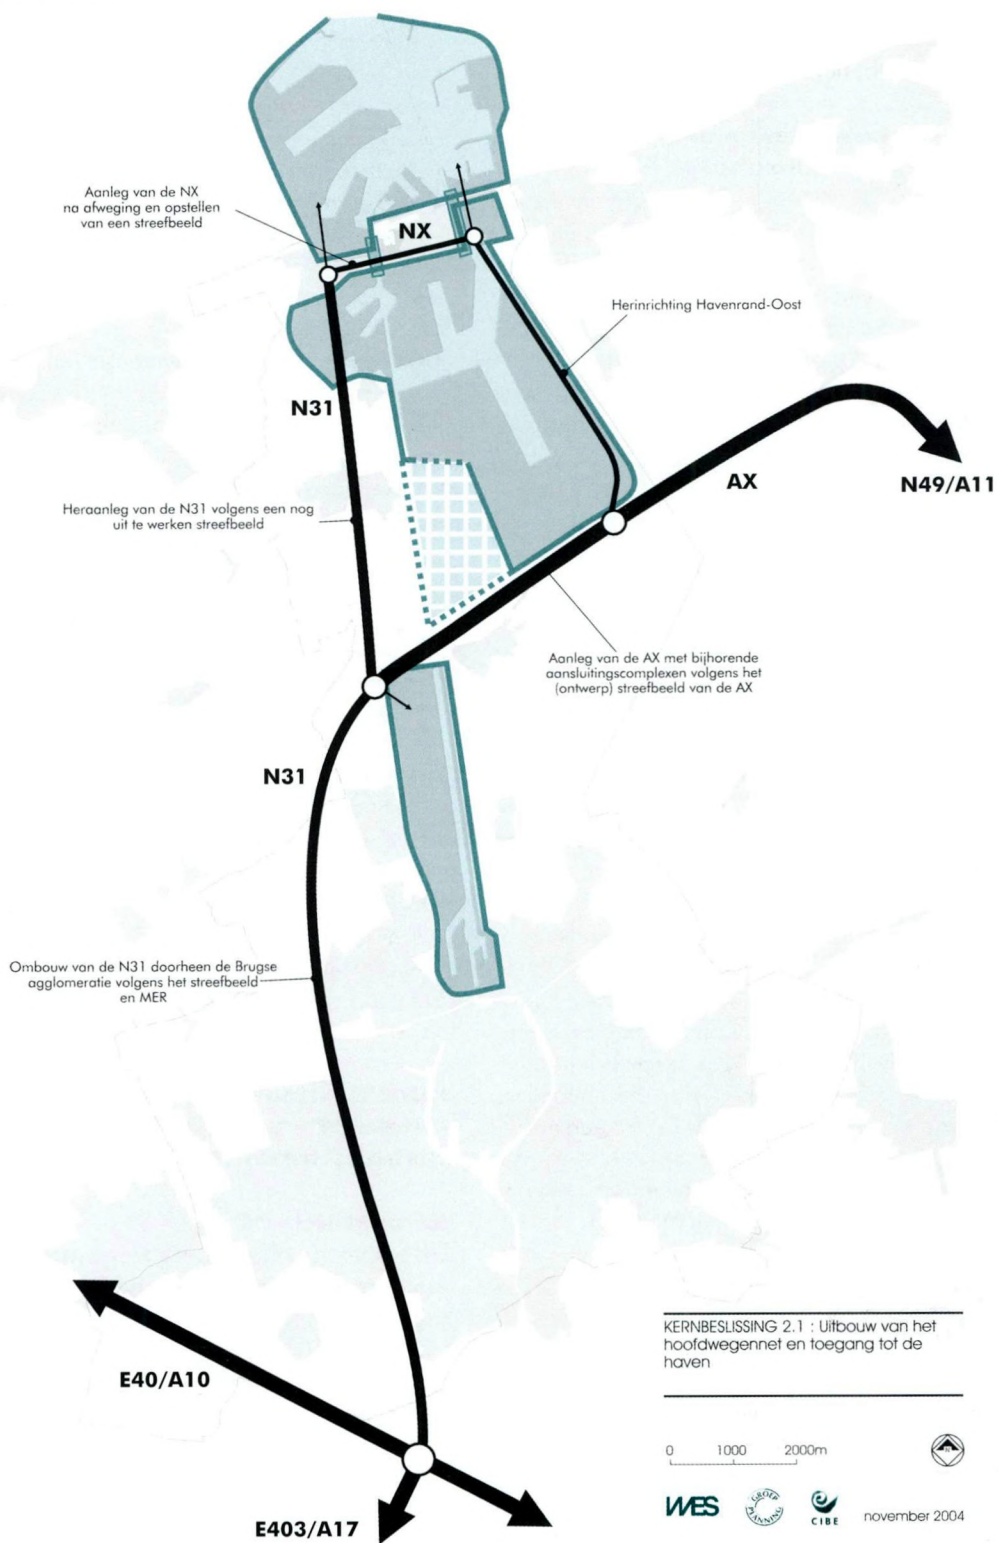 Aanleg van de NX
na afweging en opstellen
van een streefbeeld
NX
Herinrichting Havenrand-Oost
N31
AX
N49/A11
Heraanleg van de N31 volgens een nog
uit te werken streefbeeld
Aanleg van de AX met bijhorende
aansluitingscomplexen volgens het
(ontwerp) streefbeeld van de AX
N31
Ombouw van de N31 doorheen de Brugse
agglomeratie volgens het streefbeeld
en MER
E40/A10
E403/A17
KERNBESLISSING 2.1 : Uitbouw van het
hoofdwegennet en toegang tot de
haven
0 1000 2000m
N
WES
GROEP
PLANNING
CIBE
november 2004